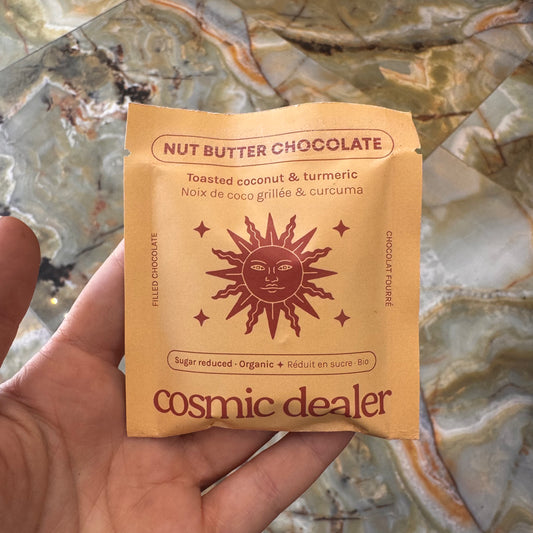 NUT BUTTER CHOCOLATE
Toasted coconut & turmeric
Noix de coco grillée & curcuma
FILLED CHOCOLATE
CHOCOLAT FOURRÉ
Sugar reduced · Organic ✦ Réduit en sucre · Bio
cosmic dealer